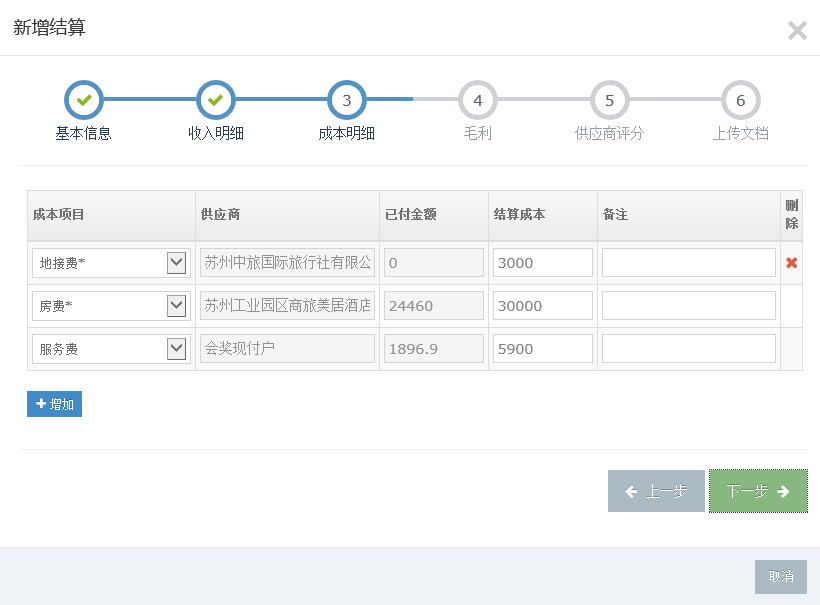 新增结算
3
4
5
6
基本信息
收入明细
成本明细
毛利
供应商评分
上传文档
成本项目
供应商
已付金额
结算成本
备注
删
除
地接费*
苏州中旅国际旅行社有限公
0
3000
房费*
苏州工业园区商旅美居酒店
24460
30000
服务费
会奖现付户
1896.9
5900
增加
上一步
下一步
取消